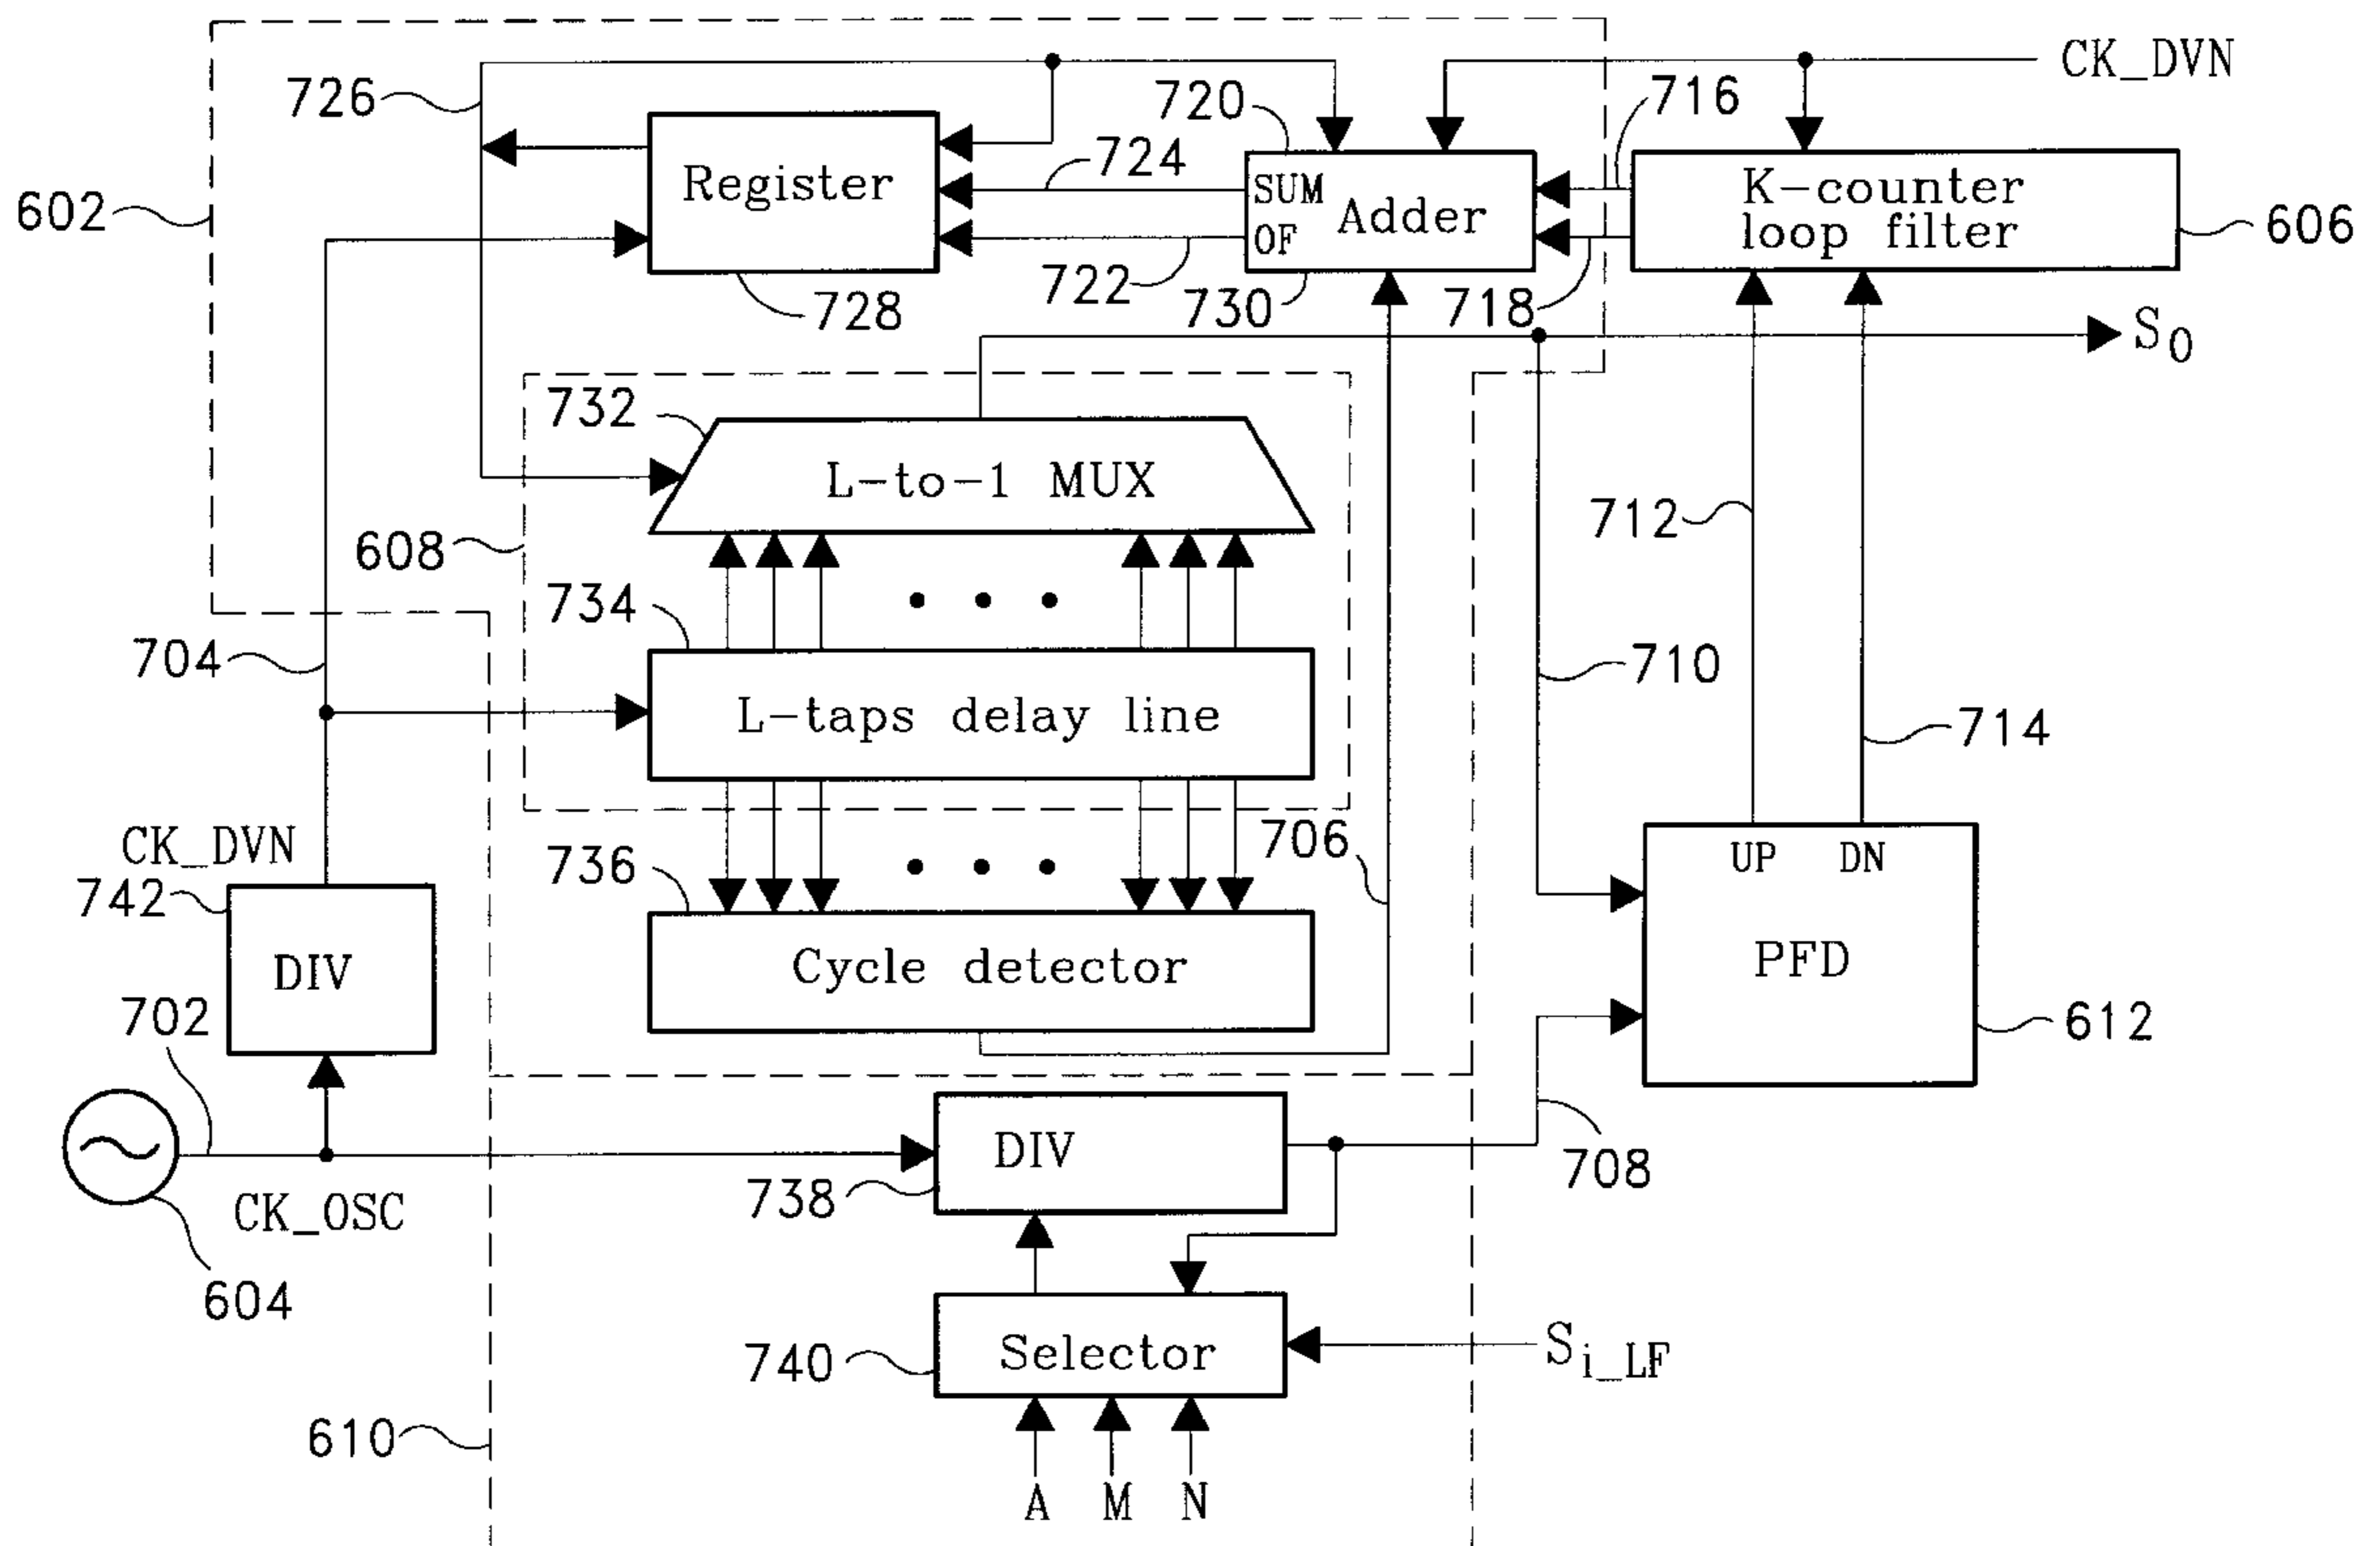 CK_DVN
726
720
716
724
602
Register
SUM
OF
Adder
K-counter
loop filter
606
728
722
730
718
S0
732
L-to-1 MUX
712
608
734
704
710
L-taps delay line
714
CK_DVN
706
736
UP
DN
742
DIV
Cycle detector
PFD
702
612
DIV
738
708
CK_OSC
604
740
Selector
Si_LF
610
A
M
N